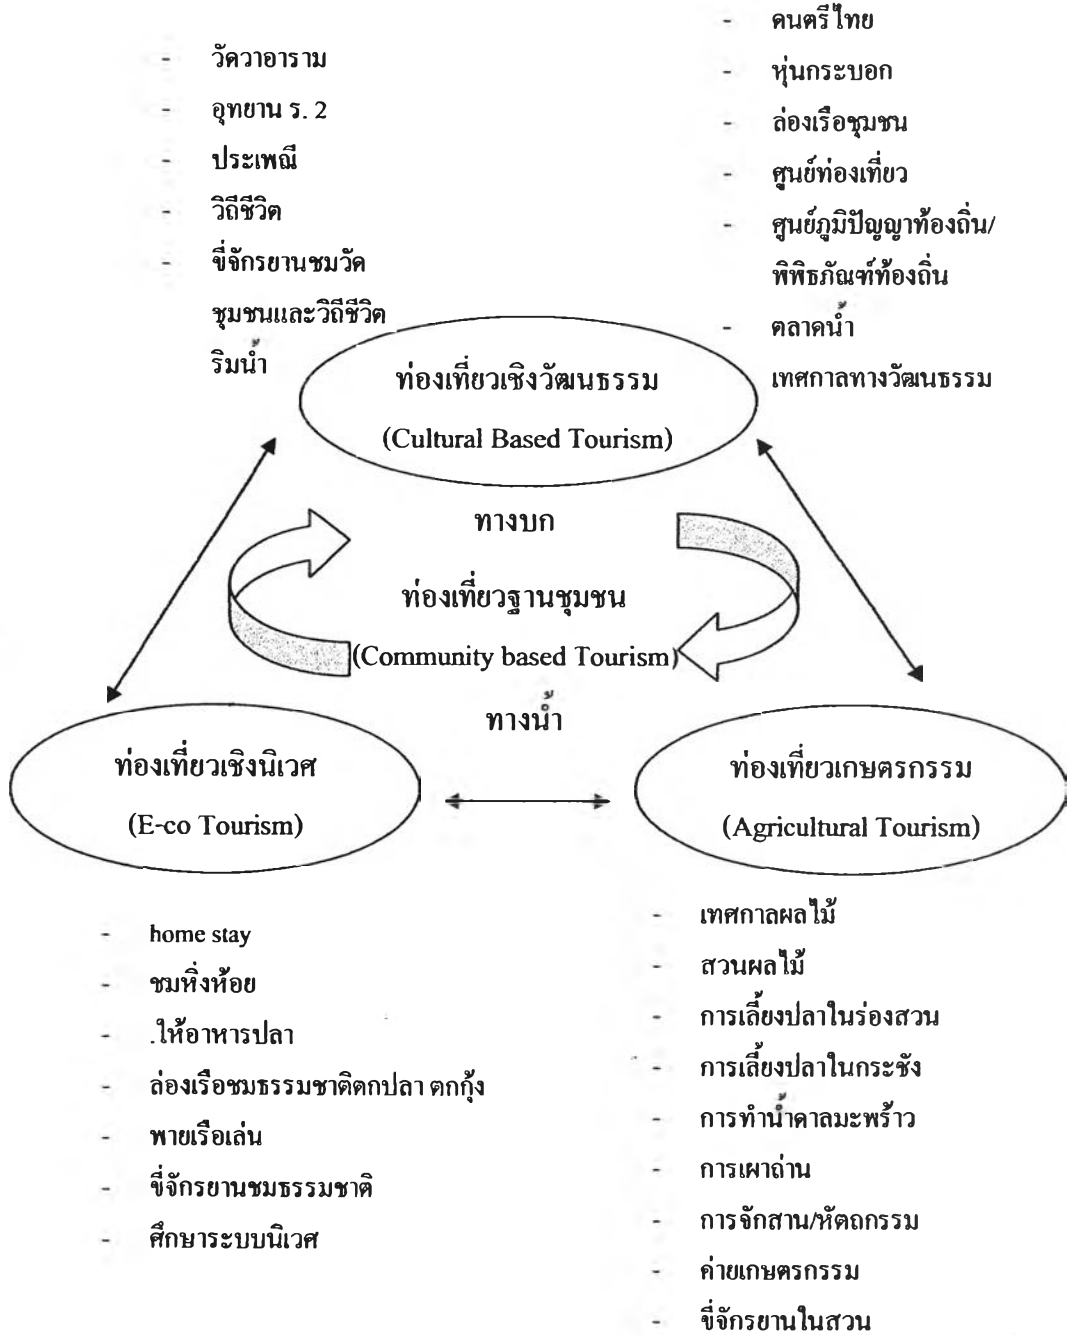 - วัดวาอาราม
- อุทยาน ร. 2
- ประเพณี
- วิถีชีวิต
- ขี่จักรยานชมวัด
ชุมชนและวิถีชีวิต
ริมน้ำ
- ดนตรีไทย
- หุ่นกระบอก
- ล่องเรือชุมชน
- ศูนย์ท่องเที่ยว
- ศูนย์ภูมิปัญญาท้องถิ่น/
พิพิธภัณฑ์ท้องถิ่น
- ตลาดน้ำ
เทศกาลทางวัฒนธรรม
ท่องเที่ยวเชิงวัฒนธรรม
(Cultural Based Tourism)
ทางบก
ท่องเที่ยวฐานชุมชน
(Community based Tourism)
ทางน้ำ
ท่องเที่ยวเชิงนิเวศ
(E-co Tourism)
ท่องเที่ยวเกษตรกรรม
(Agricultural Tourism)
- home stay
- ชมหิ่งห้อย
- .ให้อาหารปลา
- ล่องเรือชมธรรมชาติตกปลา ตกกุ้ง
- พายเรือเล่น
- ขี่จักรยานชมธรรมชาติ
- ศึกษาระบบนิเวศ
- เทศกาลผลไม้
- สวนผลไม้
- การเลี้ยงปลาในร่องสวน
- การเลี้ยงปลาในกระชัง
- การทำน้ำตาลมะพร้าว
- การเผาถ่าน
- การจักสาน/หัตถกรรม
- ค่ายเกษตรกรรม
- ขี่จักรยานในสวน